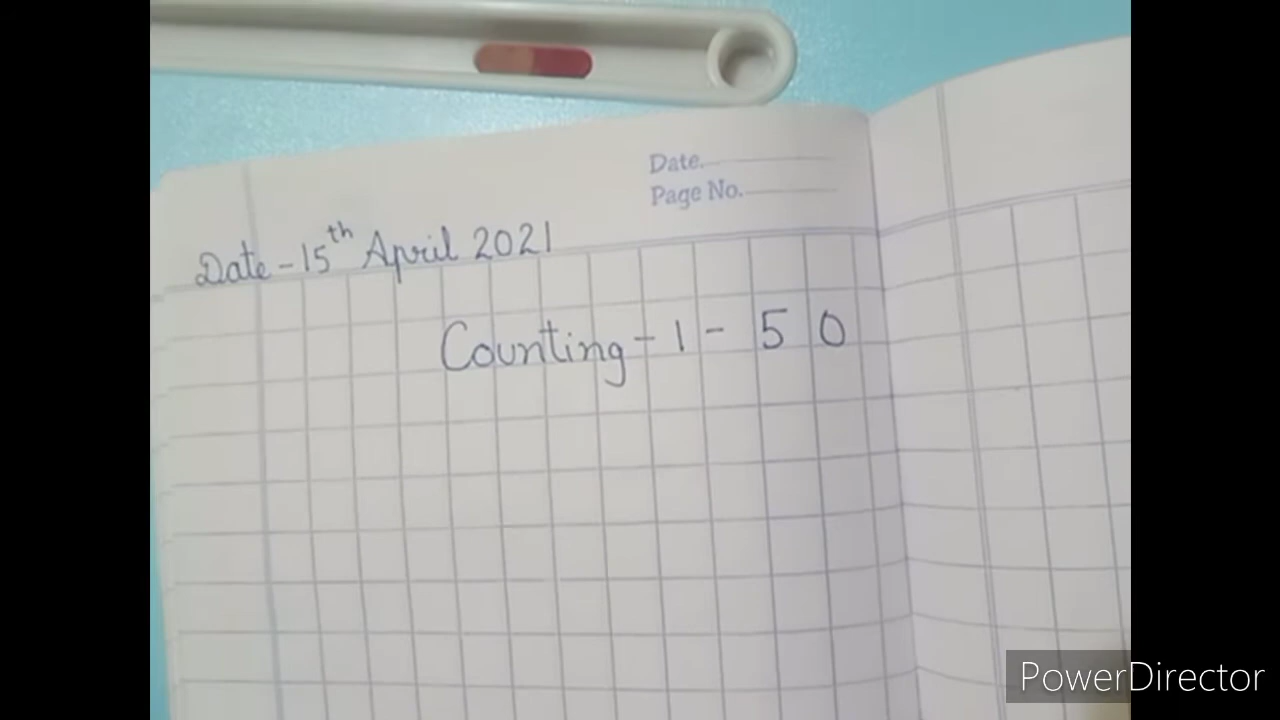 Date.
Page No.
Date - 15th April 2021
Counting - 1 - 50
PowerDirector